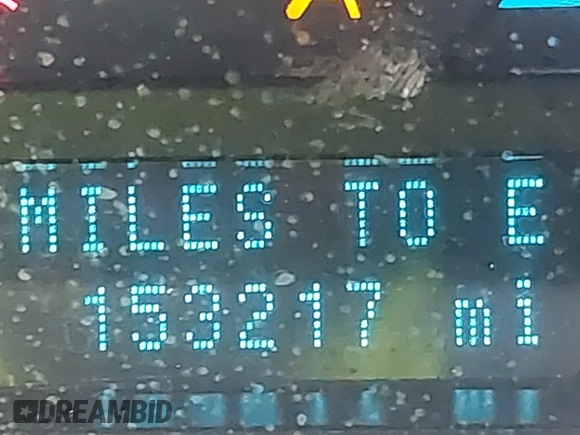 MILES TO E
153217 mi
DREAMBID